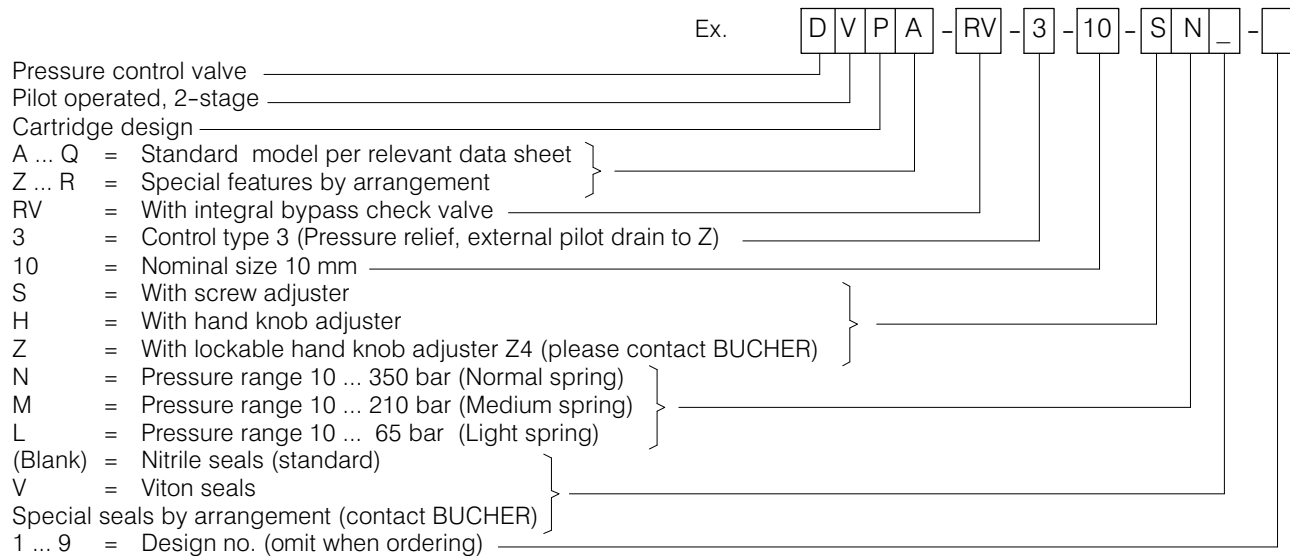 Ex. D V P A - RV - 3 - 10 - S N _ -
Pressure control valve
Pilot operated, 2-stage
Cartridge design
A ... Q = Standard model per relevant data sheet
Z ... R = Special features by arrangement
RV = With integral bypass check valve
3 = Control type 3 (Pressure relief, external pilot drain to Z)
10 = Nominal size 10 mm
S = With screw adjuster
H = With hand knob adjuster
Z = With lockable hand knob adjuster Z4 (please contact BUCHER)
N = Pressure range 10 ... 350 bar (Normal spring)
M = Pressure range 10 ... 210 bar (Medium spring)
L = Pressure range 10 ... 65 bar (Light spring)
(Blank) = Nitrile seals (standard)
V = Viton seals
Special seals by arrangement (contact BUCHER)
1 ... 9 = Design no. (omit when ordering)